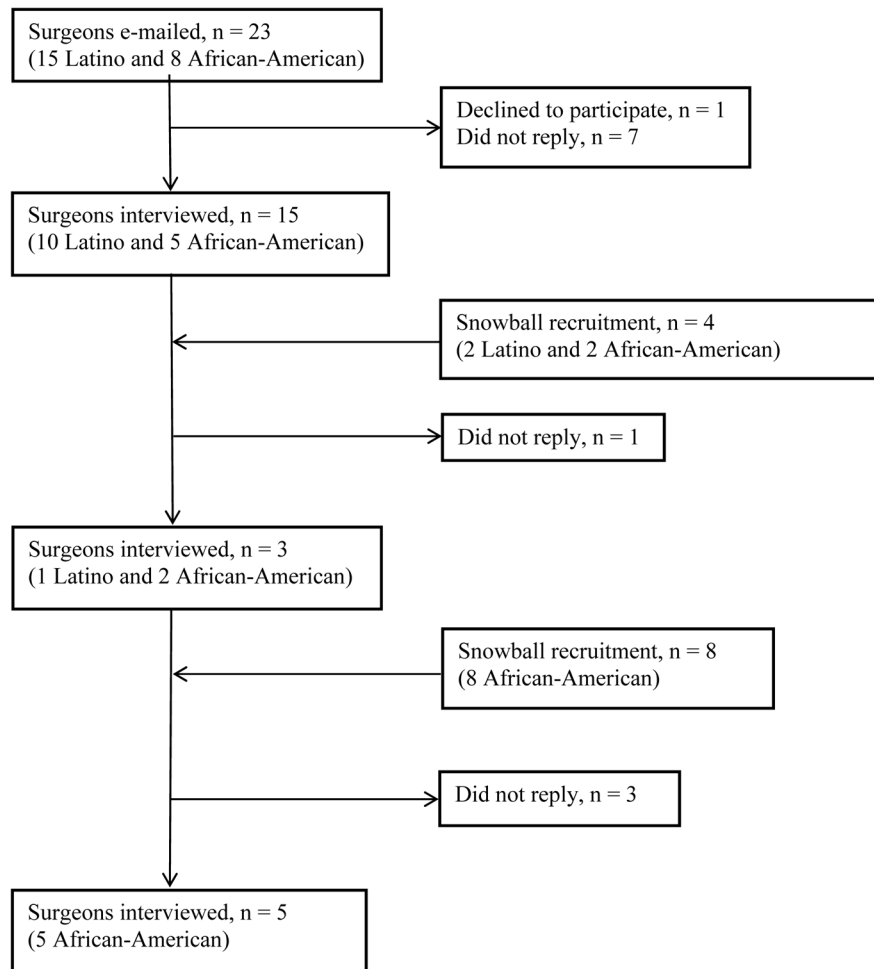 Surgeons e-mailed, n = 23
(15 Latino and 8 African-American)
Declined to participate, n = 1
Did not reply, n = 7
Surgeons interviewed, n = 15
(10 Latino and 5 African-American)
Snowball recruitment, n = 4
(2 Latino and 2 African-American)
Did not reply, n = 1
Surgeons interviewed, n = 3
(1 Latino and 2 African-American)
Snowball recruitment, n = 8
(8 African-American)
Did not reply, n = 3
Surgeons interviewed, n = 5
(5 African-American)